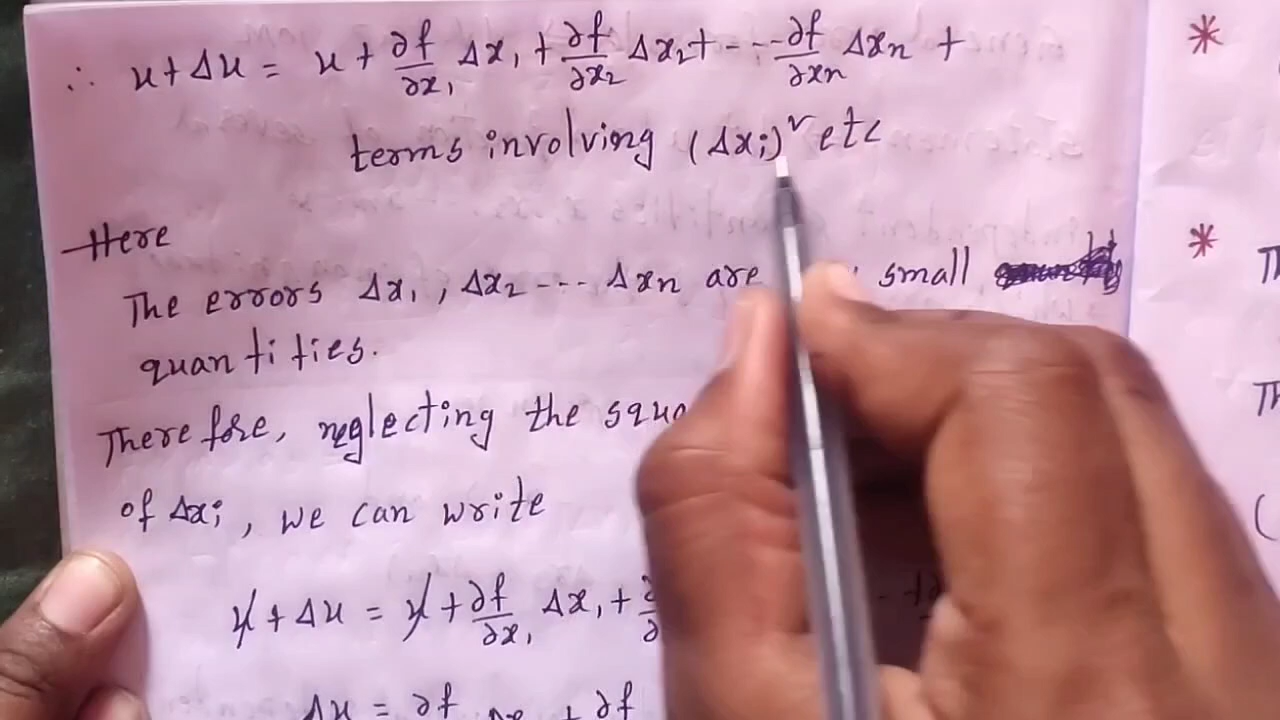 ∴ u + Δu = u + ∂f/∂x₁ Δx₁ + ∂f/∂x₂ Δx₂ + - -- ∂f/∂xn Δxn +
terms involving (Δxi)² etc
Here
The errors Δx₁, Δx₂ --- Δxn are small
quantities.
Therefore, neglecting the
of Δxi, we can write
u + Δu = u + ∂f/∂x₁ Δx₁ +
Δu = ∂f + ∂f